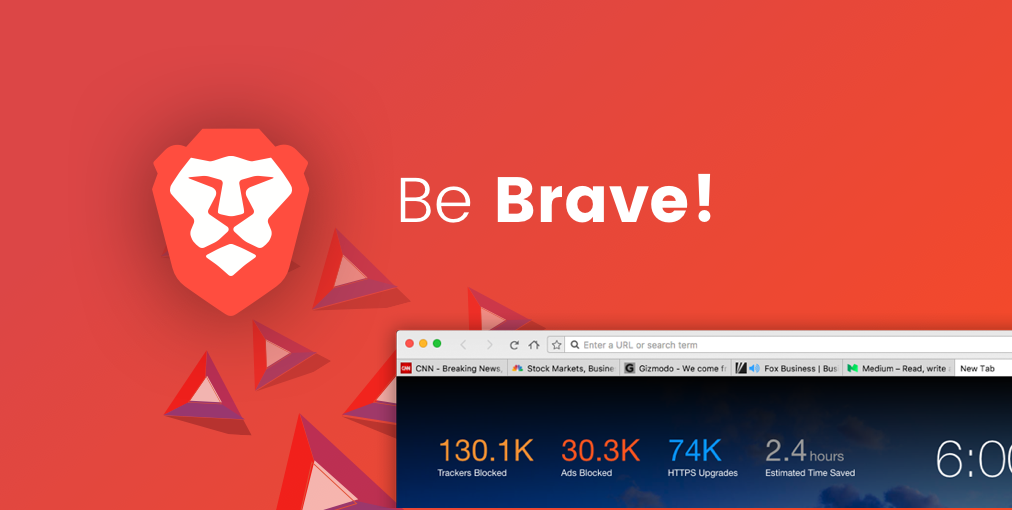 Be Brave!
Enter a URL or search term
CNN - Breaking News,
Stock Markets, Busine
Gizmodo - We come f
Fox Business | Bus
Medium – Read, write
New Tab
130.1K
Trackers Blocked
30.3K
Ads Blocked
74K
HTTPS Upgrades
2.4 hours
Estimated Time Saved
6:00